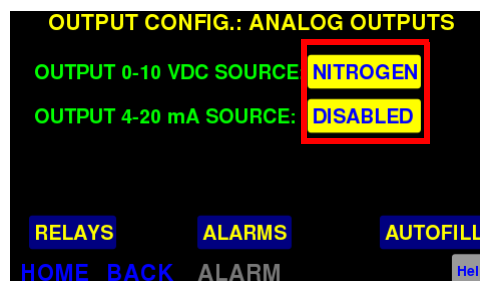 OUTPUT CONFIG.: ANALOG OUTPUTS
OUTPUT 0-10 VDC SOURCE: NITROGEN
OUTPUT 4-20 mA SOURCE: DISABLED
RELAYS ALARMS AUTOFILL
HOME BACK ALARM Hel